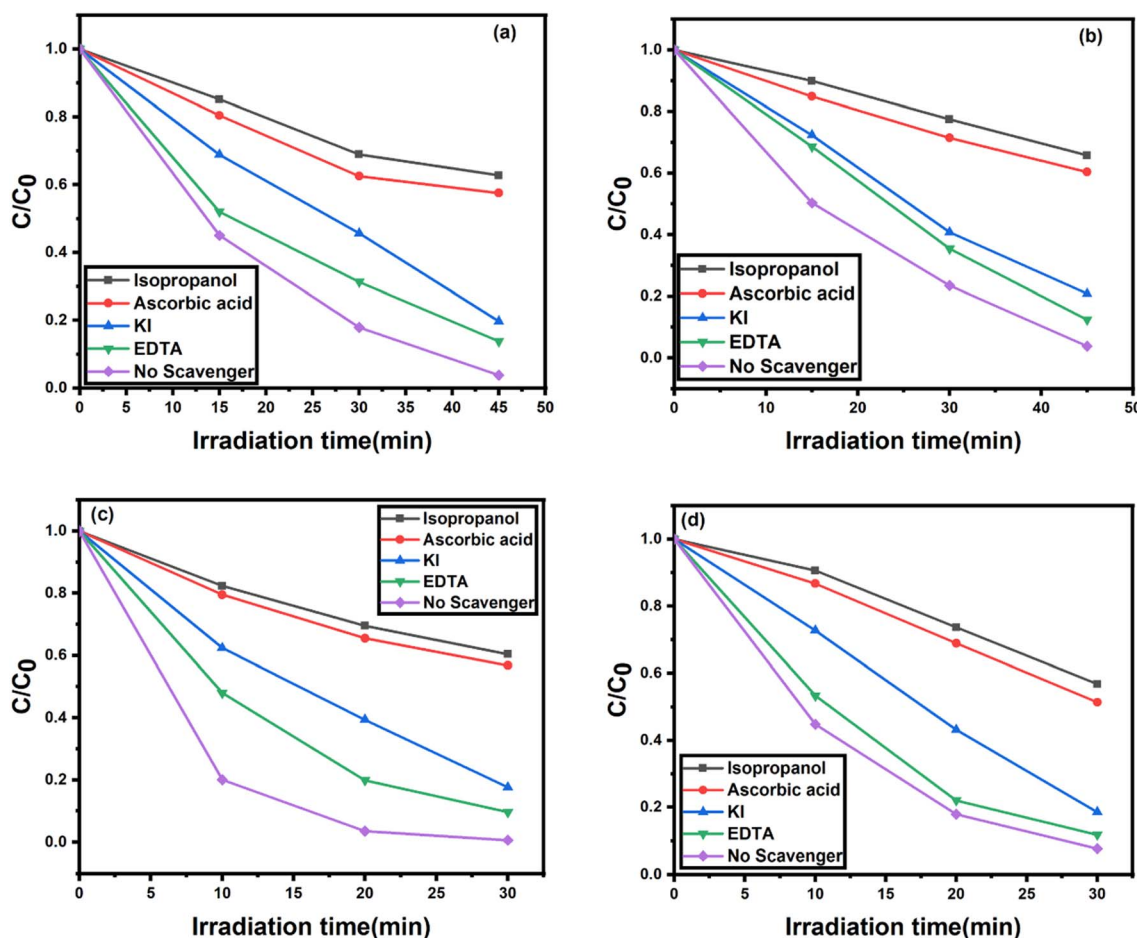 (a)
C/C0
1.0
0.8
0.6
0.4
0.2
0.0
Isopropanol
Ascorbic acid
KI
EDTA
No Scavenger
0 5 10 15 20 25 30 35 40 45 50
Irradiation time(min)
(b)
C/C0
1.0
0.8
0.6
0.4
0.2
0.0
Isopropanol
Ascorbic acid
KI
EDTA
No Scavenger
0 10 20 30 40 50
Irradiation time(min)
(c)
C/C0
1.0
0.8
0.6
0.4
0.2
0.0
Isopropanol
Ascorbic acid
KI
EDTA
No Scavenger
0 5 10 15 20 25 30
Irradiation time(min)
(d)
C/C0
1.0
0.8
0.6
0.4
0.2
0.0
Isopropanol
Ascorbic acid
KI
EDTA
No Scavenger
0 5 10 15 20 25 30
Irradiation time(min)